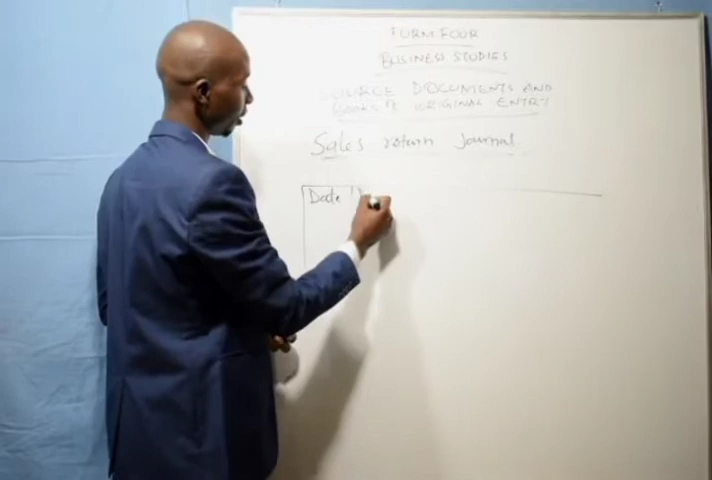 FORM FOUR
BUSINESS STUDIES
SOURCE DOCUMENTS AND
BOOKS OF ORIGINAL ENTRY
Sales return Journal
Date